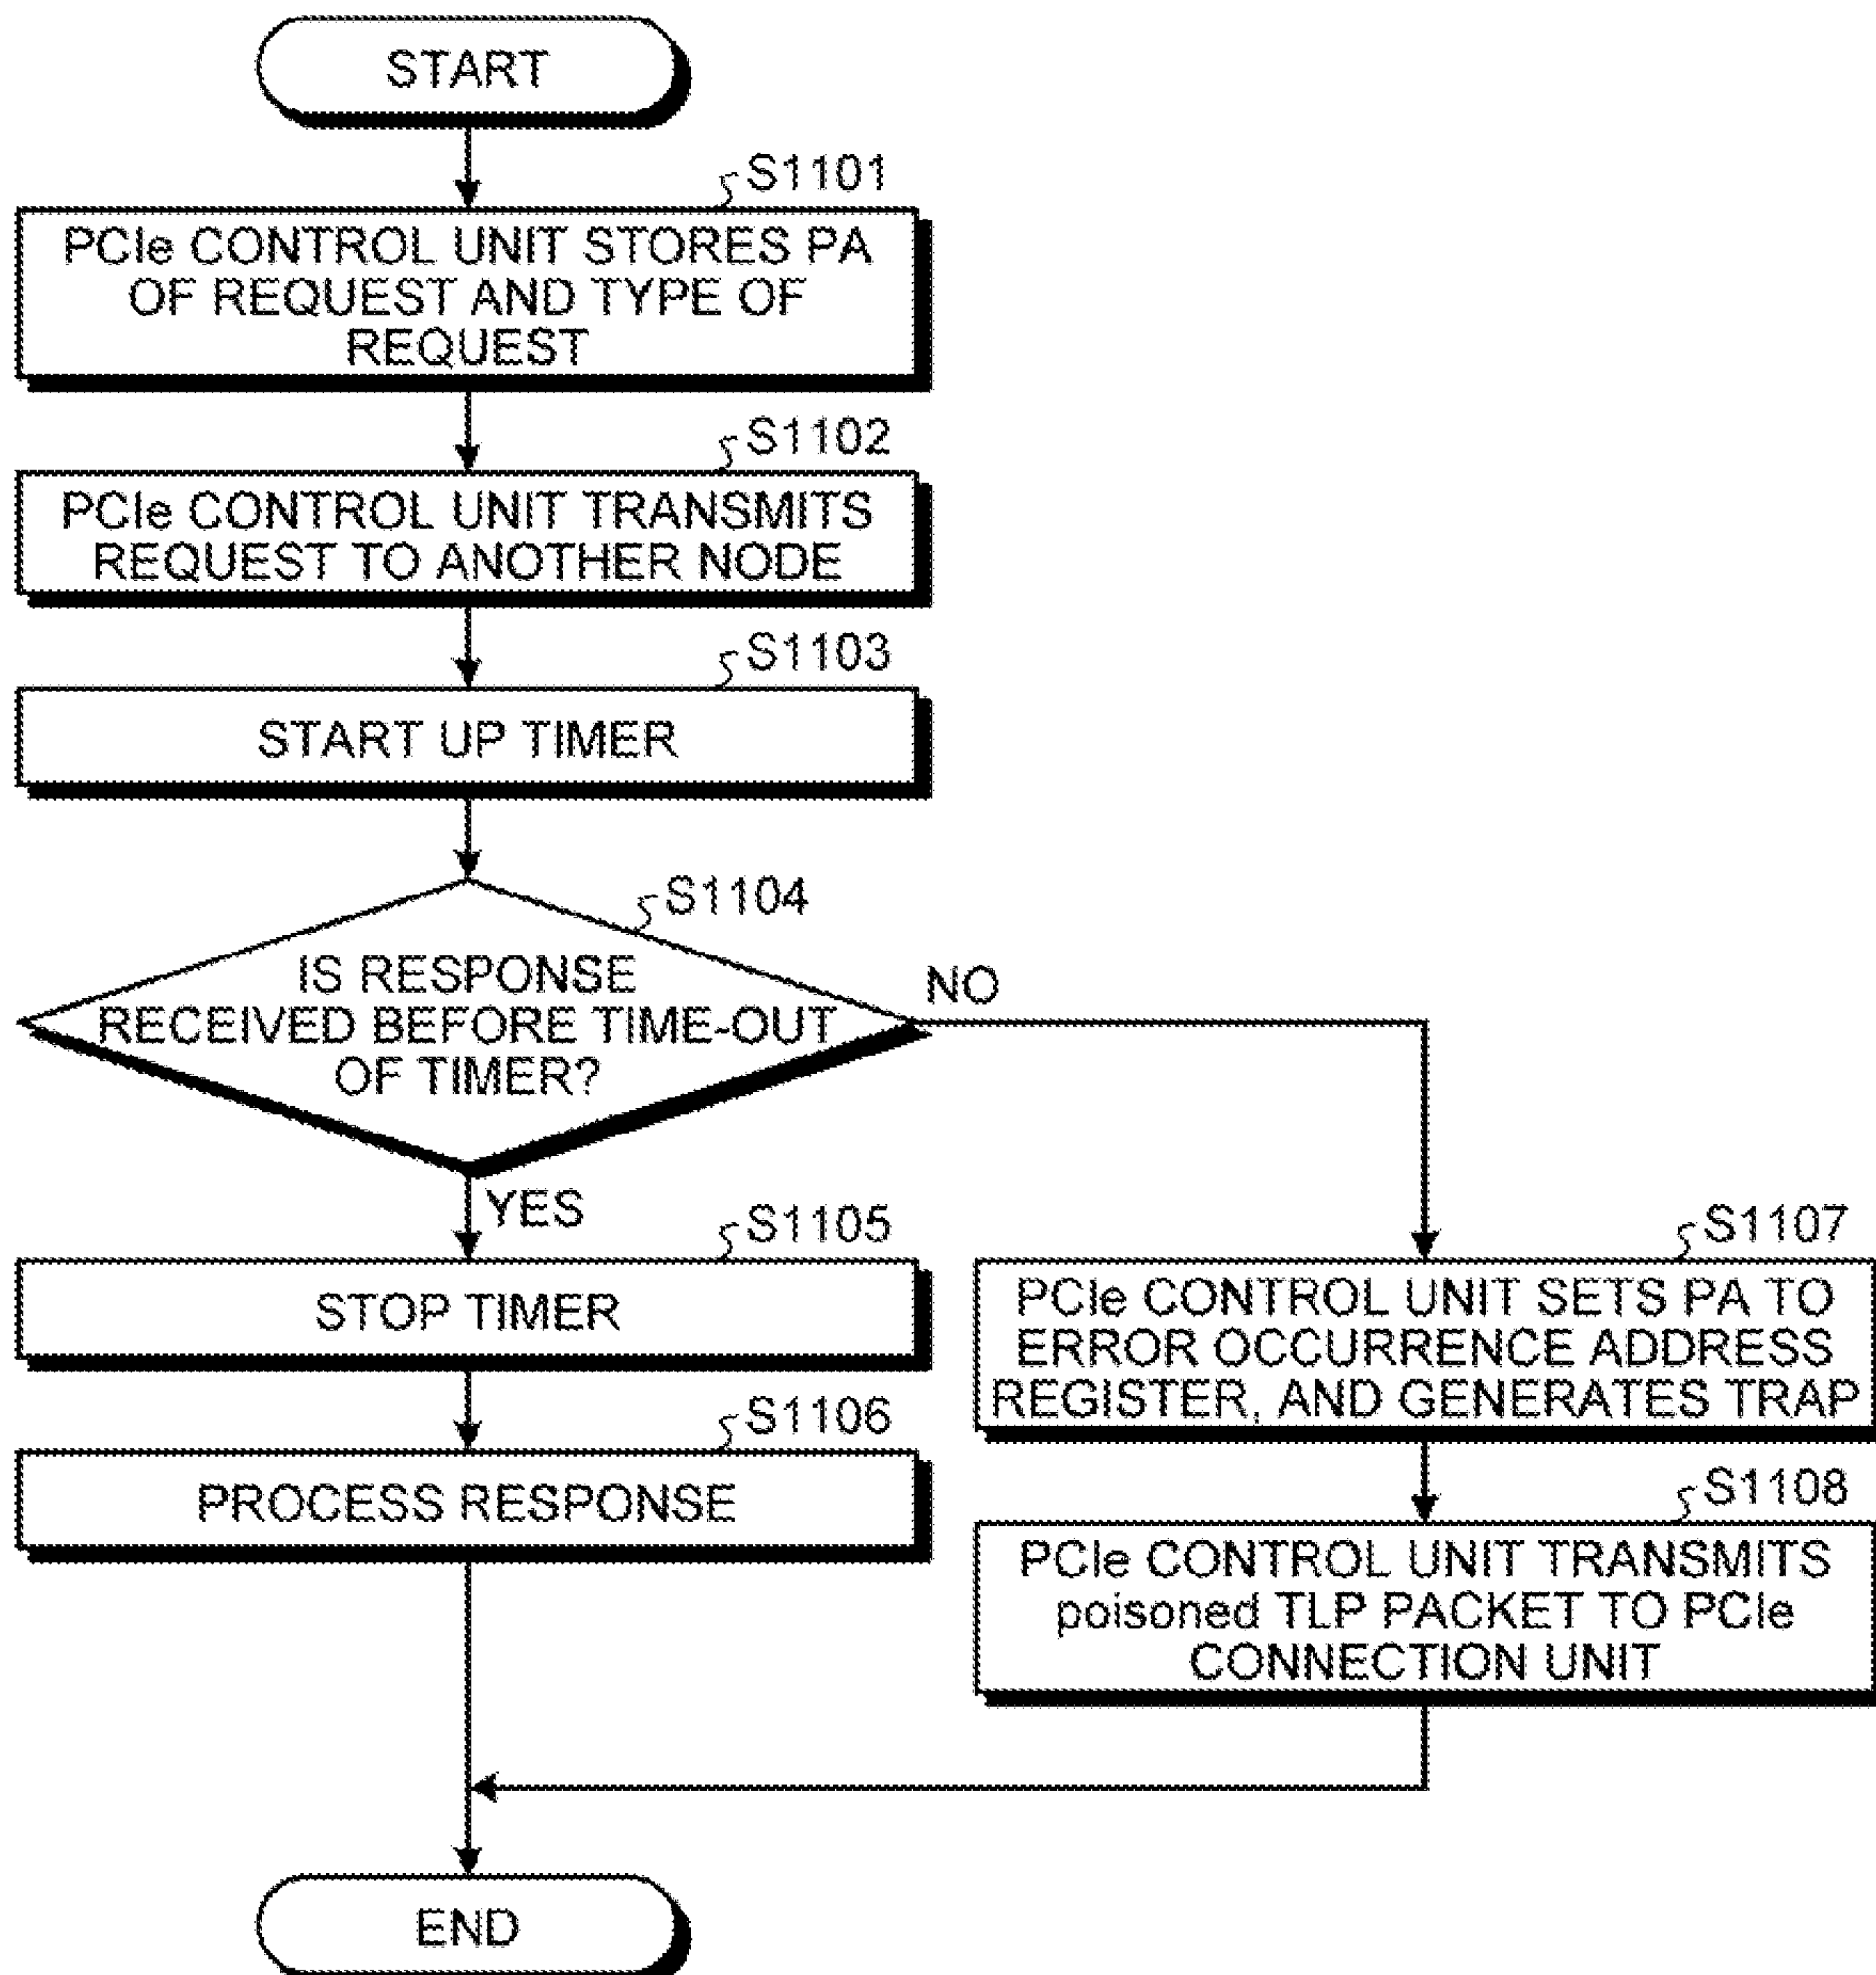 START
S1101
PCIe CONTROL UNIT STORES PA
OF REQUEST AND TYPE OF
REQUEST
S1102
PCIe CONTROL UNIT TRANSMITS
REQUEST TO ANOTHER NODE
S1103
START UP TIMER
S1104
IS RESPONSE
RECEIVED BEFORE TIME-OUT
OF TIMER?
NO
YES
S1105
STOP TIMER
S1106
PROCESS RESPONSE
S1107
PCIe CONTROL UNIT SETS PA TO
ERROR OCCURRENCE ADDRESS
REGISTER, AND GENERATES TRAP
S1108
PCIe CONTROL UNIT TRANSMITS
poisoned TLP PACKET TO PCIe
CONNECTION UNIT
END